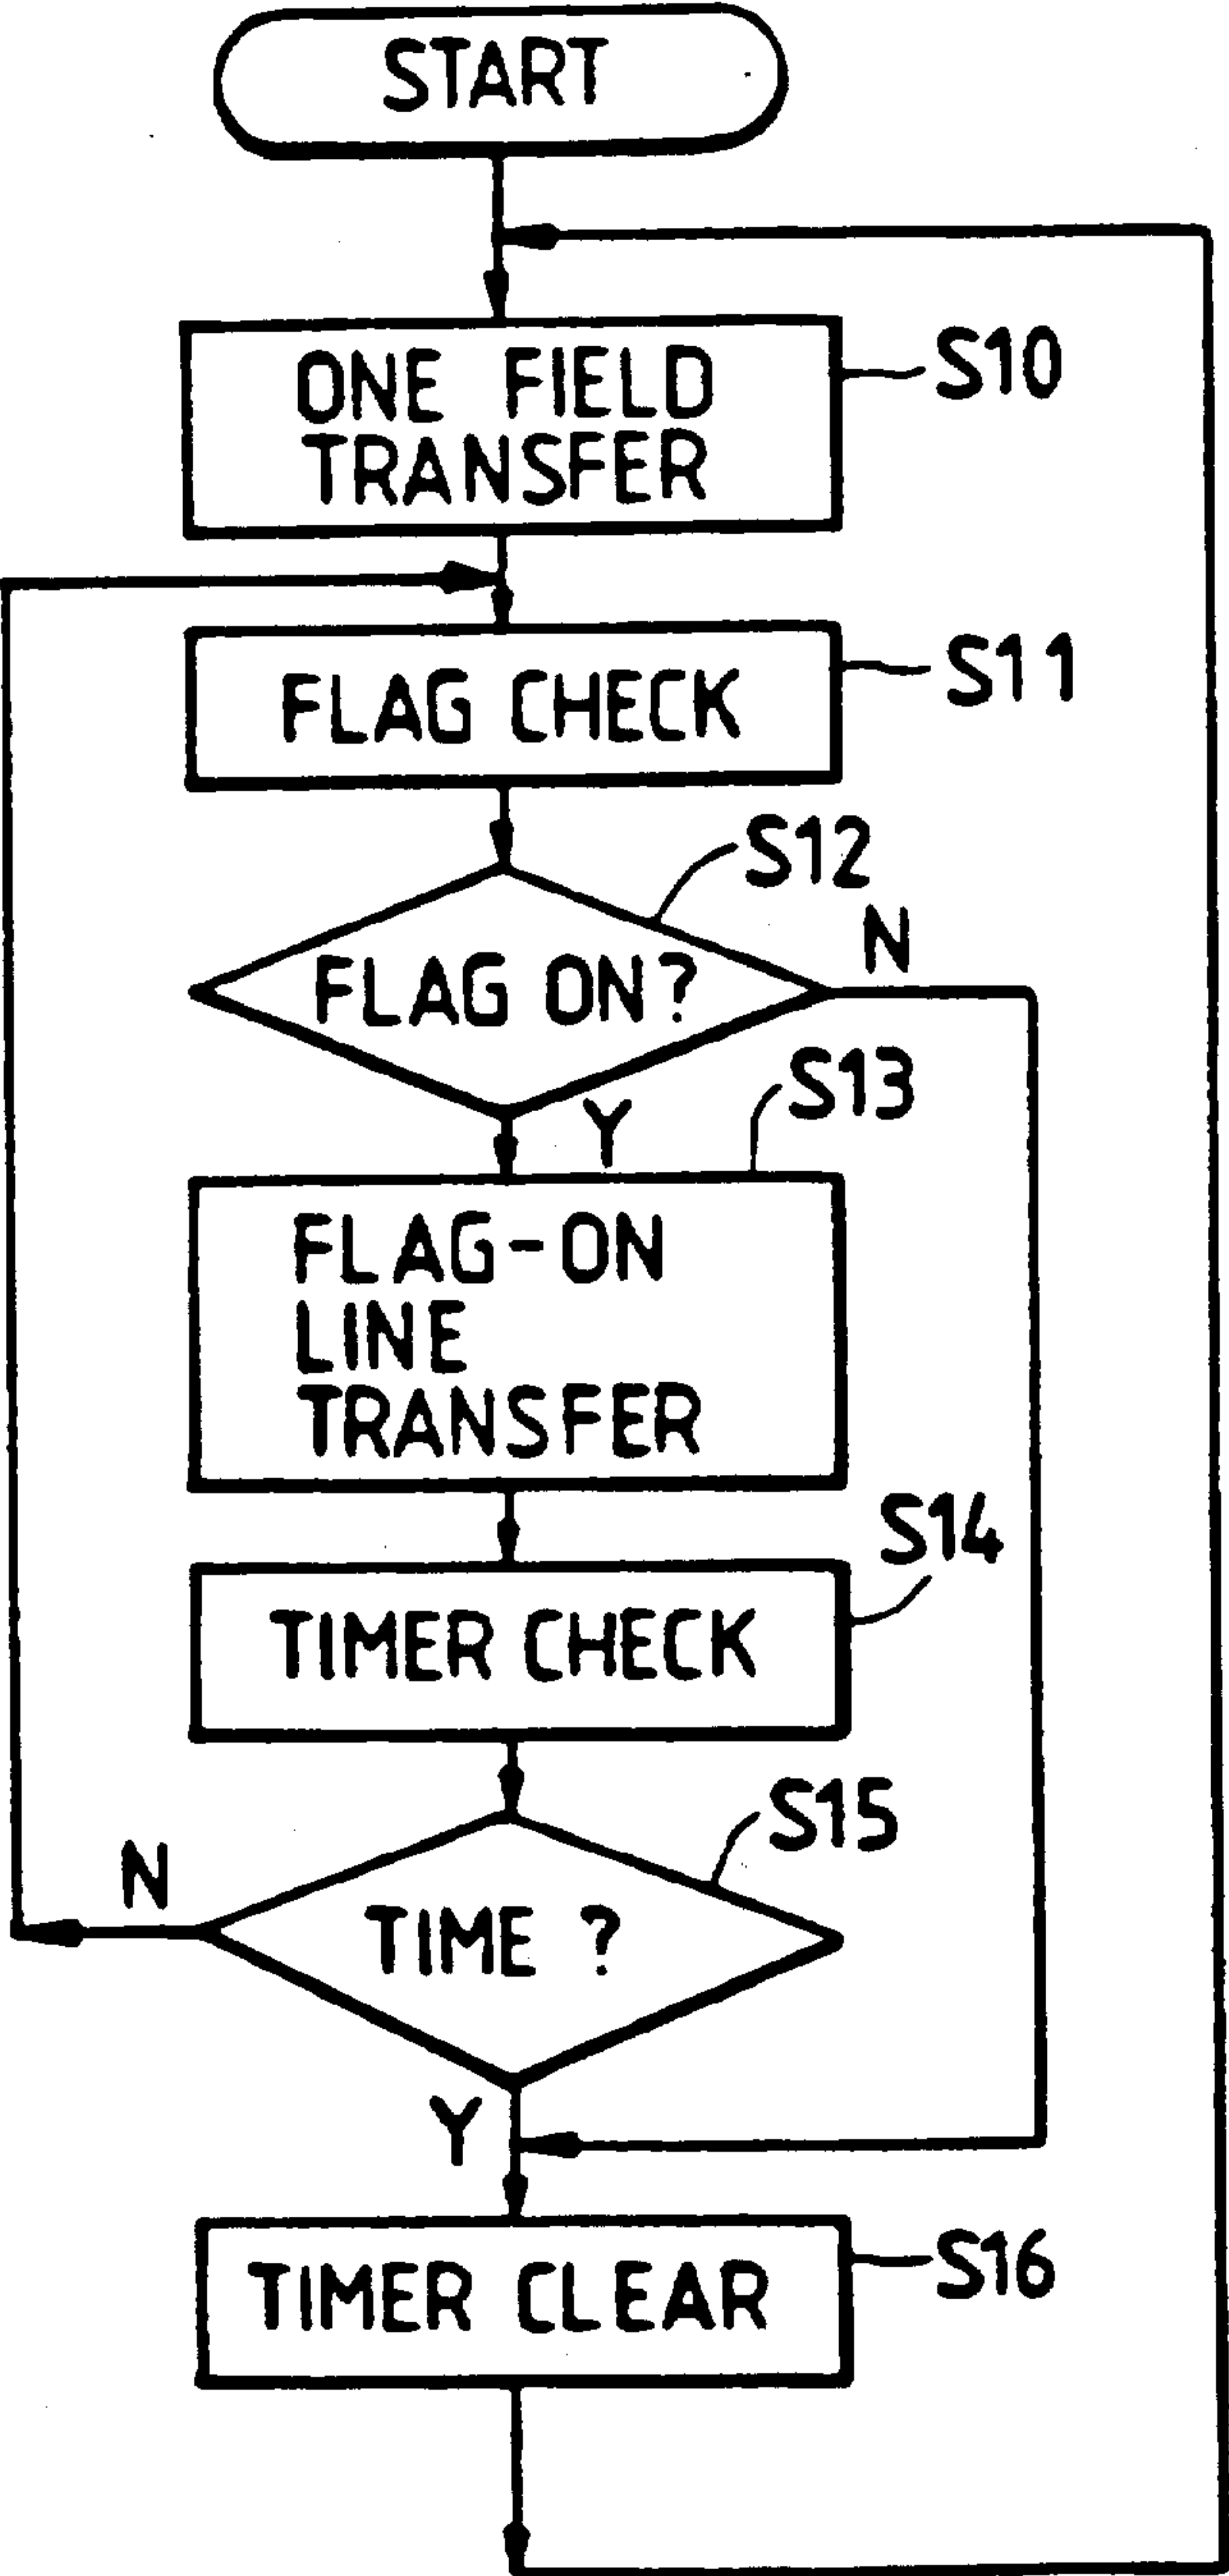 START
ONE FIELD
TRANSFER
S10
FLAG CHECK
S11
S12
FLAG ON?
N
Y
S13
FLAG-ON
LINE
TRANSFER
S14
TIMER CHECK
S15
TIME ?
N
Y
TIMER CLEAR
S16